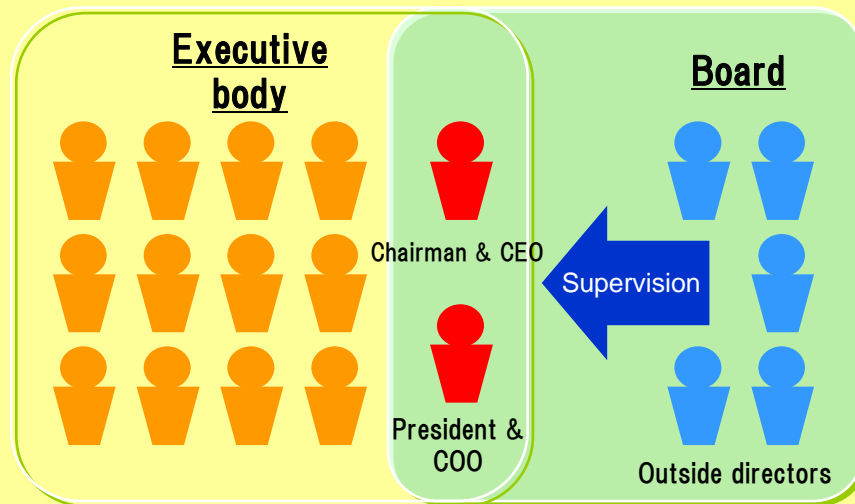 Executive
body
Board
Chairman & CEO
Supervision
President &
COO
Outside directors